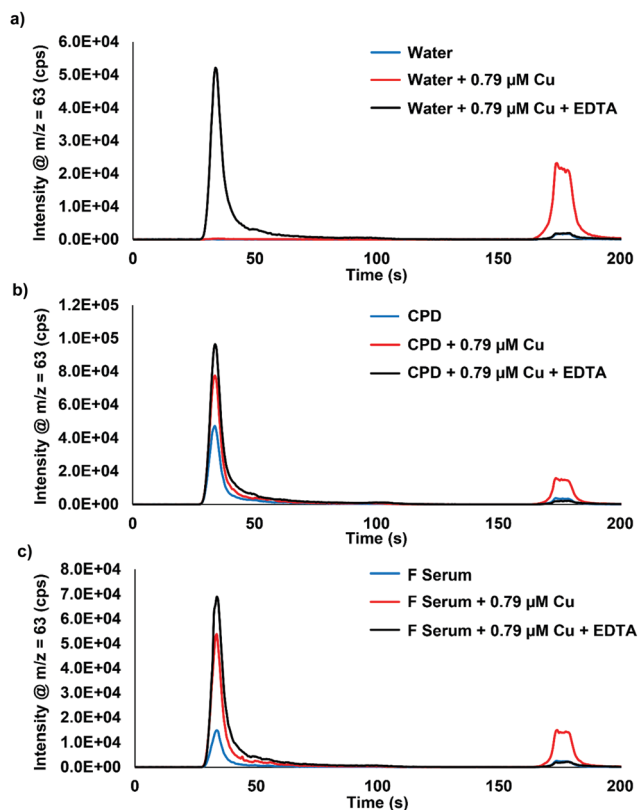 a)
Intensity @ m/z = 63 (cps)
6.0E+04
5.0E+04
4.0E+04
3.0E+04
2.0E+04
1.0E+04
0.0E+00
Water
Water + 0.79 µM Cu
Water + 0.79 µM Cu + EDTA
0 50 100 150 200
Time (s)
b)
Intensity @ m/z = 63 (cps)
1.2E+05
1.0E+05
8.0E+04
6.0E+04
4.0E+04
2.0E+04
0.0E+00
CPD
CPD + 0.79 µM Cu
CPD + 0.79 µM Cu + EDTA
0 50 100 150 200
Time (s)
c)
Intensity @ m/z = 63 (cps)
8.0E+04
7.0E+04
6.0E+04
5.0E+04
4.0E+04
3.0E+04
2.0E+04
1.0E+04
0.0E+00
F Serum
F Serum + 0.79 µM Cu
F Serum + 0.79 µM Cu + EDTA
0 50 100 150 200
Time (s)